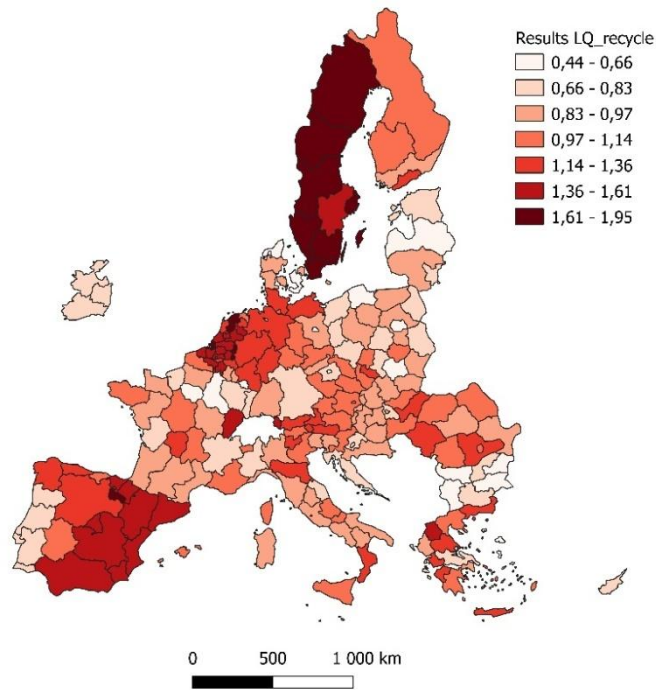 Results LQ_recycle
0,44 - 0,66
0,66 - 0,83
0,83 - 0,97
0,97 - 1,14
1,14 - 1,36
1,36 - 1,61
1,61 - 1,95
0 500 1 000 km